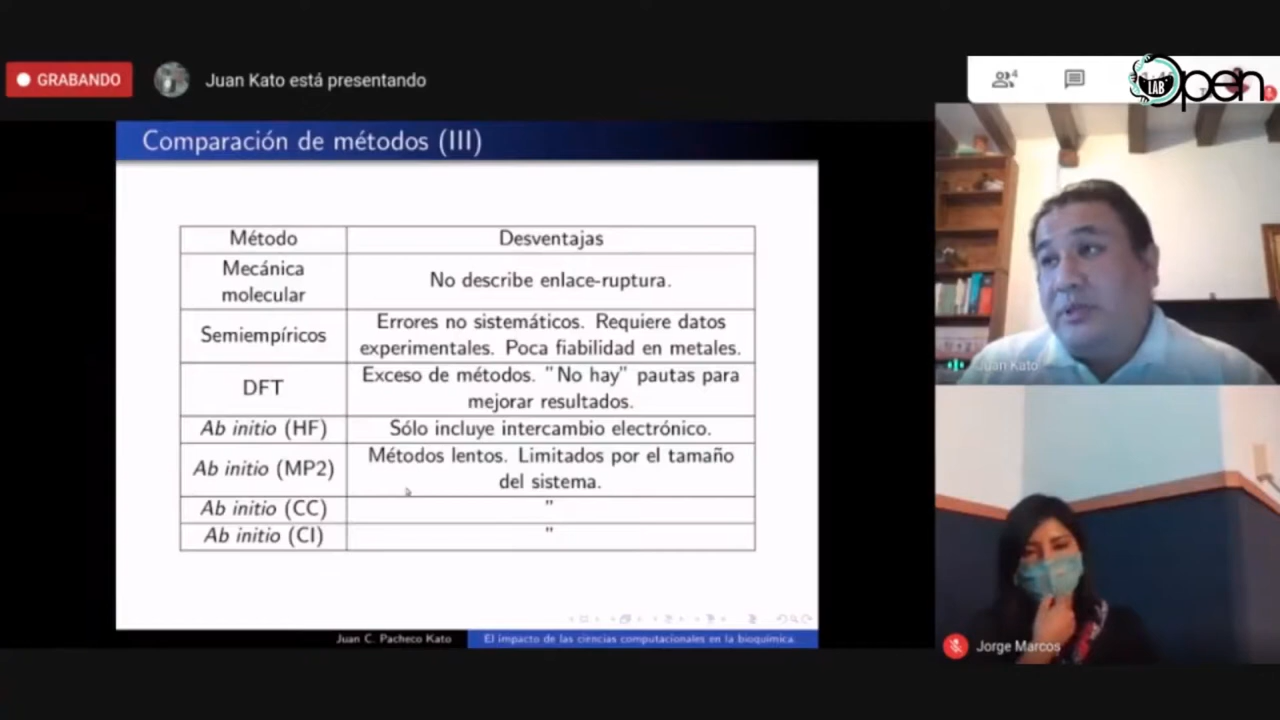 GRABANDO
Juan Kato está presentando
4
LAB
Open
Comparación de métodos (III)
Método
Desventajas
Mecánica
molecular
No describe enlace-ruptura.
Semiempíricos
Errores no sistemáticos. Requiere datos
experimentales. Poca fiabilidad en metales.
DFT
Exceso de métodos. "No hay" pautas para
mejorar resultados.
Ab initio (HF)
Sólo incluye intercambio electrónico.
Ab initio (MP2)
Métodos lentos. Limitados por el tamaño
del sistema.
Ab initio (CC)
"
Ab initio (CI)
"
Juan C. Pacheco Kato
El impacto de las ciencias computacionales en la bioquímica.
Juan Kato
Jorge Marcos